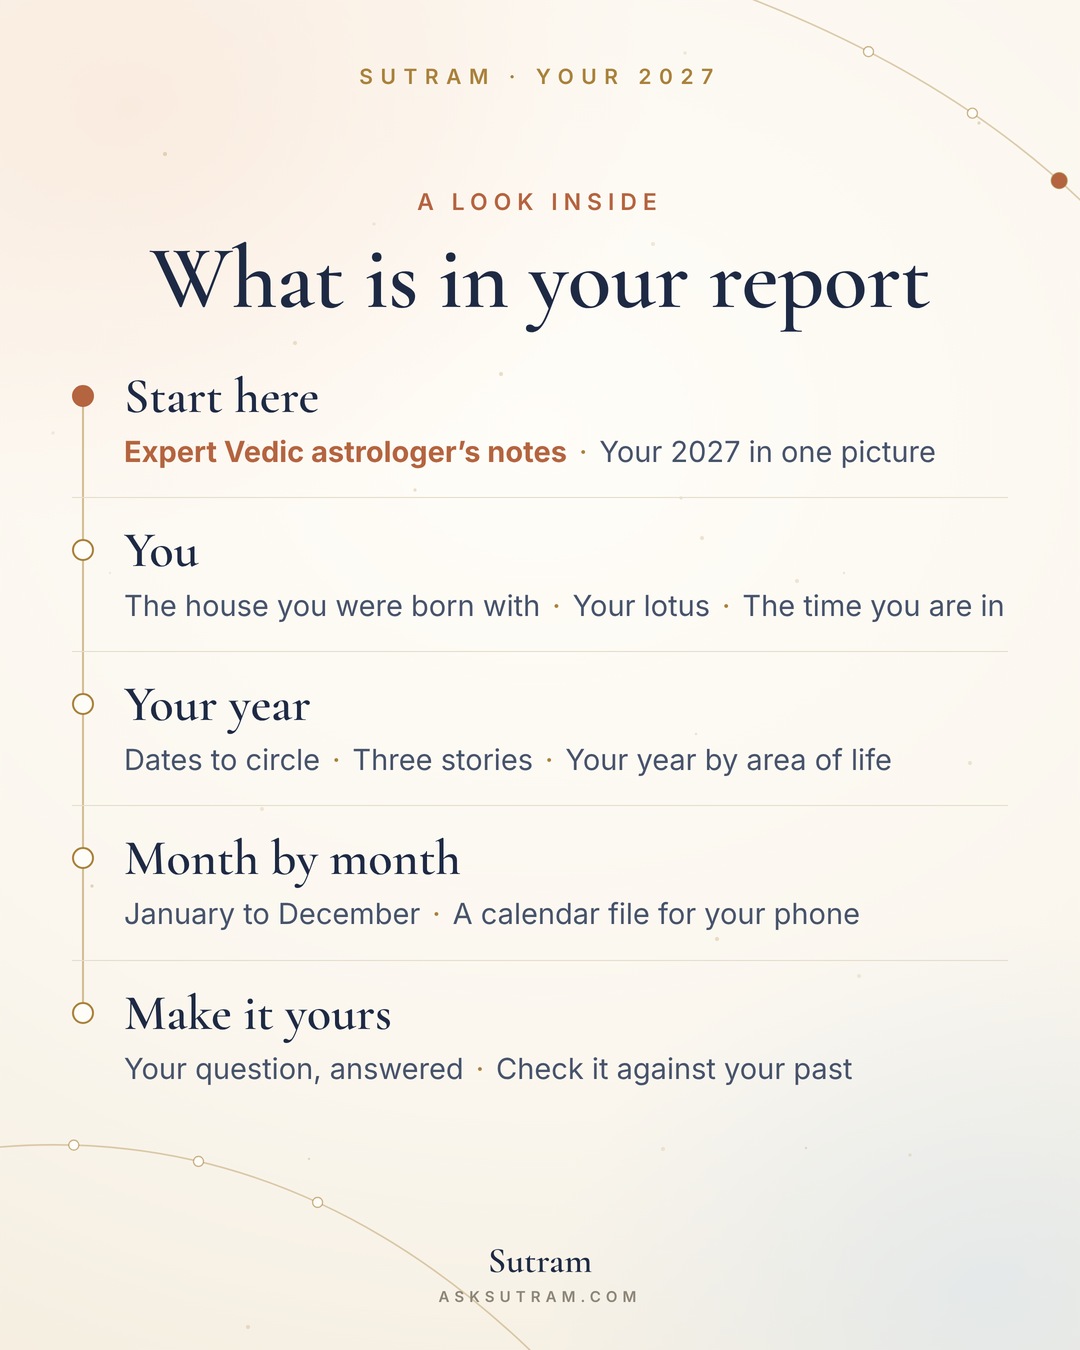 SUTRAM · YOUR 2027
A LOOK INSIDE
What is in your report
Start here
Expert Vedic astrologer’s notes · Your 2027 in one picture
You
The house you were born with · Your lotus · The time you are in
Your year
Dates to circle · Three stories · Your year by area of life
Month by month
January to December · A calendar file for your phone
Make it yours
Your question, answered · Check it against your past
Sutram
ASKSUTRAM.COM